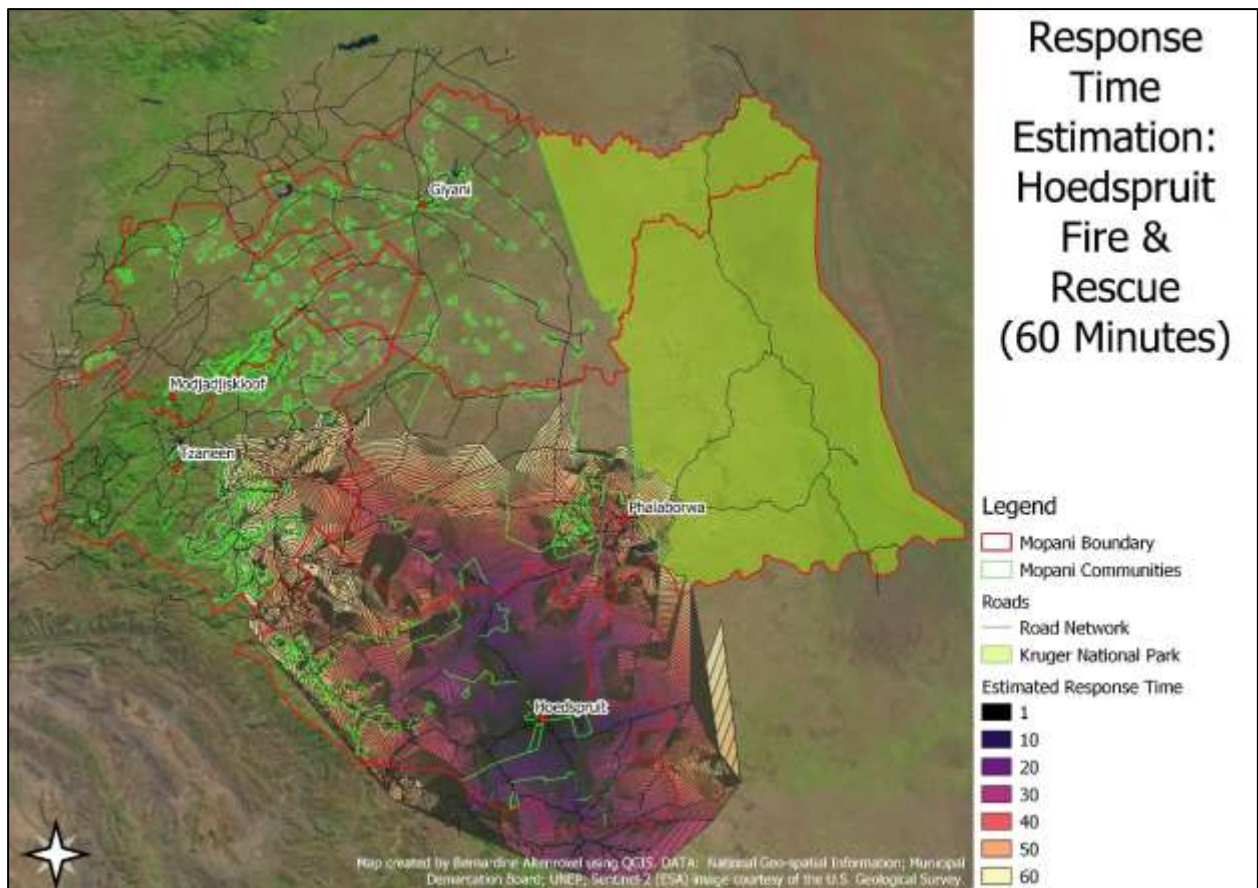 Response
Time
Estimation:
Hoedspruit
Fire &
Rescue
(60 Minutes)
Giyani
Modjadjiskloof
Tzaneen
Phalaborwa
Hoedspruit
Legend
Mopani Boundary
Mopani Communities
Roads
Road Network
Kruger National Park
Estimated Response Time
1
10
20
30
40
50
60
Map created by Bernardine Altenroxel using QGIS. DATA: National Geo-spatial Information; Municipal
Demarcation Board; UNEP; Sentinel-2 (ESA) image courtesy of the U.S. Geological Survey.